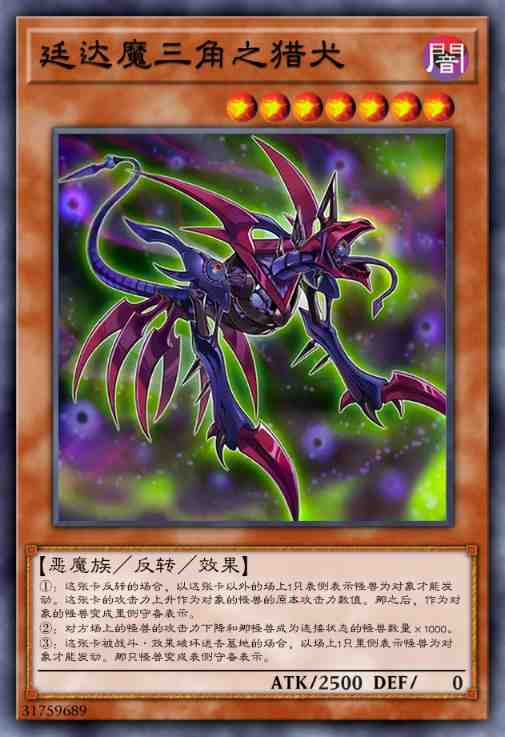 廷达魔三角之猎犬
闇
【恶魔族／反转／效果】
①：这张卡反转的场合，以这张卡以外的场上1只表侧表示怪兽为对象才能发
动。这张卡的攻击力上升作为对象的怪兽的原本攻击力数值。那之后，作为对
象的怪兽变成里侧守备表示。
②：对方场上的怪兽的攻击力下降和那怪兽成为连接状态的怪兽数量×1000。
③：这张卡被战斗·效果破坏送去墓地的场合，以场上1只里侧表示怪兽为对
象才能发动。那只怪兽变成表侧守备表示。
ATK/2500 DEF/ 0
31759689